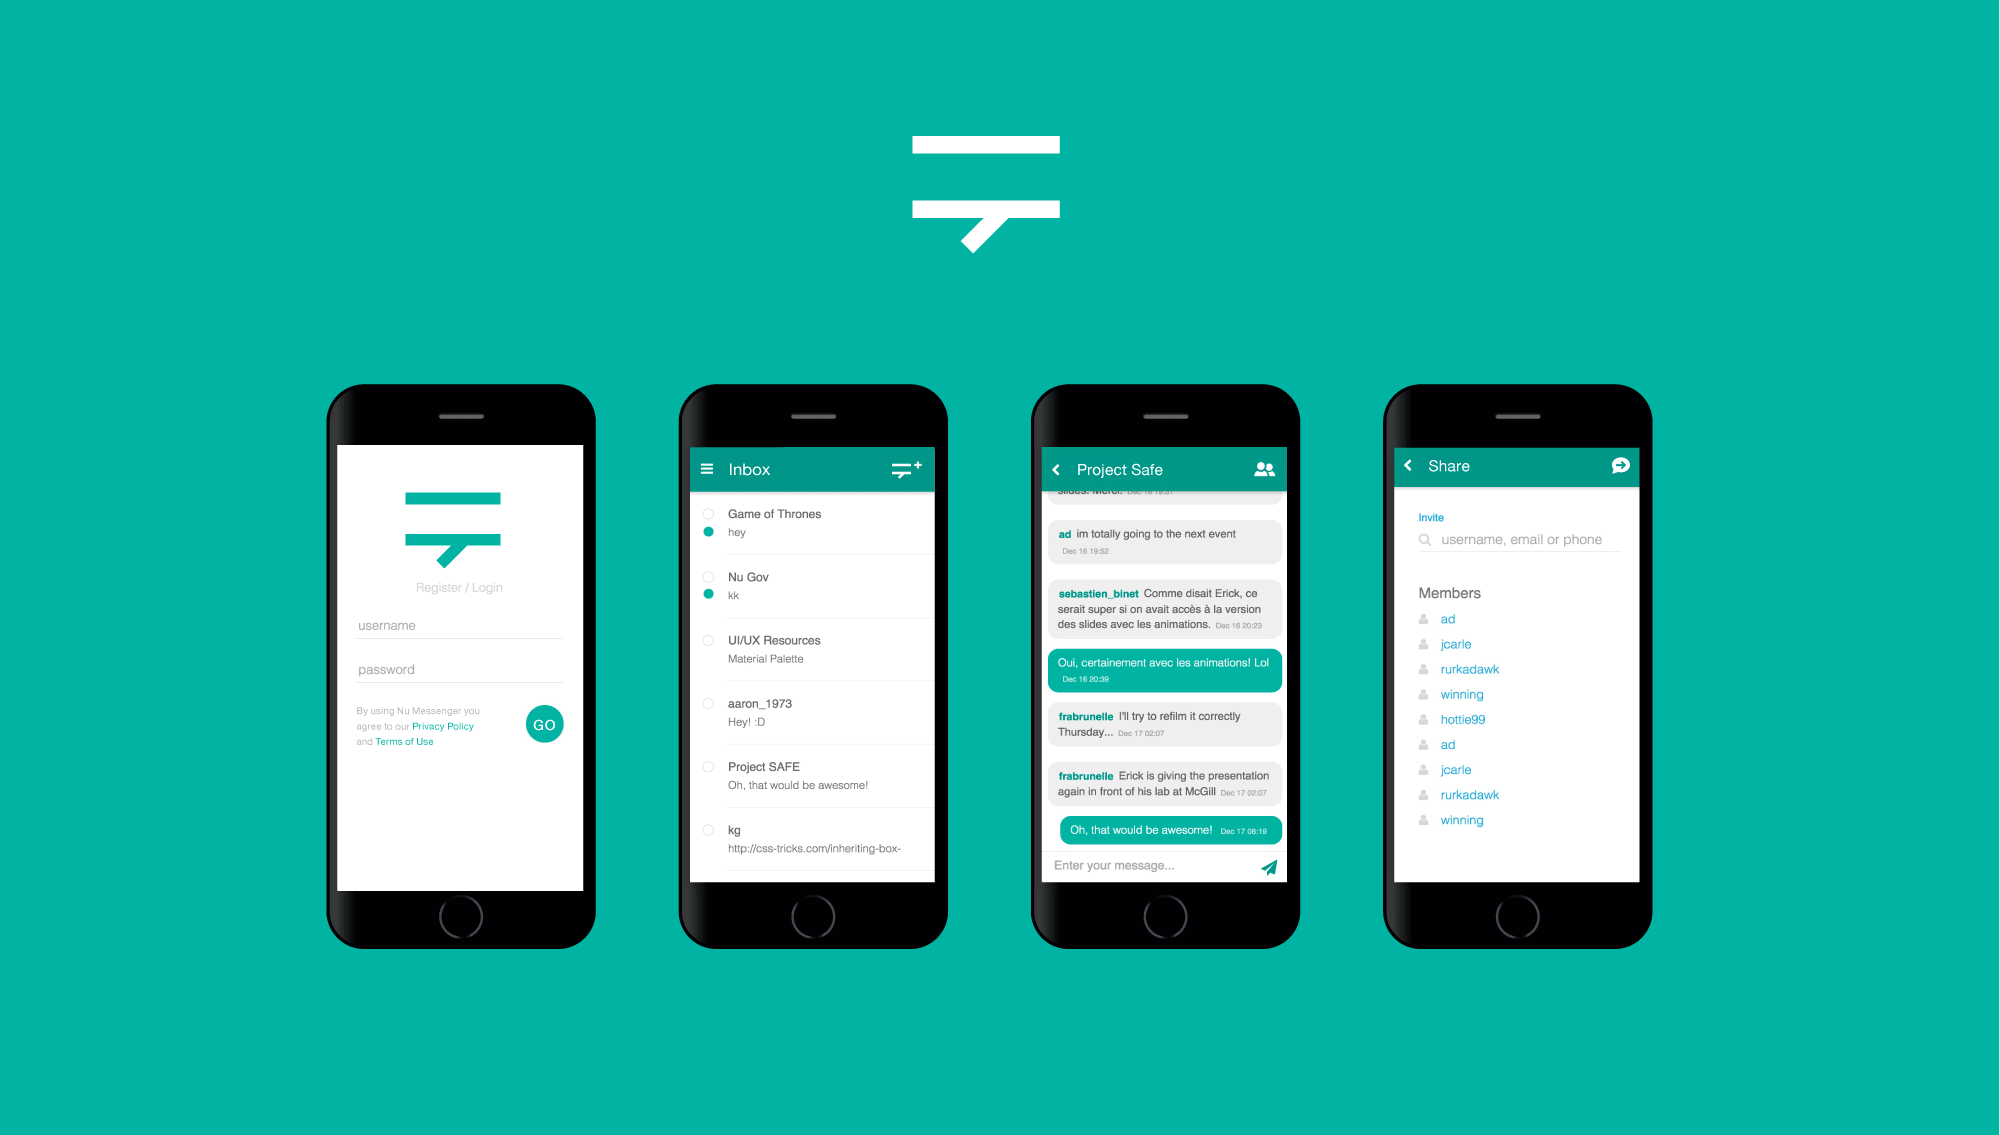 Register / Login
username
password
By using Nu Messenger you
agree to our Privacy Policy
and Terms of Use
GO
Inbox
Game of Thrones
hey
Nu Gov
kk
UI/UX Resources
Material Palette
aaron_1973
Hey! :D
Project SAFE
Oh, that would be awesome!
kg
http://css-tricks.com/inheriting-box-
Project Safe
slides. Merci. Dec 16 19:31
ad im totally going to the next event
Dec 16 19:52
sebastien_binet Comme disait Erick, ce
serait super si on avait accès à la version
des slides avec les animations. Dec 16 20:23
Oui, certainement avec les animations! Lol
Dec 16 20:39
frabrunelle I'll try to refilm it correctly
Thursday... Dec 17 02:07
frabrunelle Erick is giving the presentation
again in front of his lab at McGill Dec 17 02:07
Oh, that would be awesome! Dec 17 08:19
Enter your message...
Share
Invite
username, email or phone
Members
ad
jcarle
rurkadawk
winning
hottie99
ad
jcarle
rurkadawk
winning